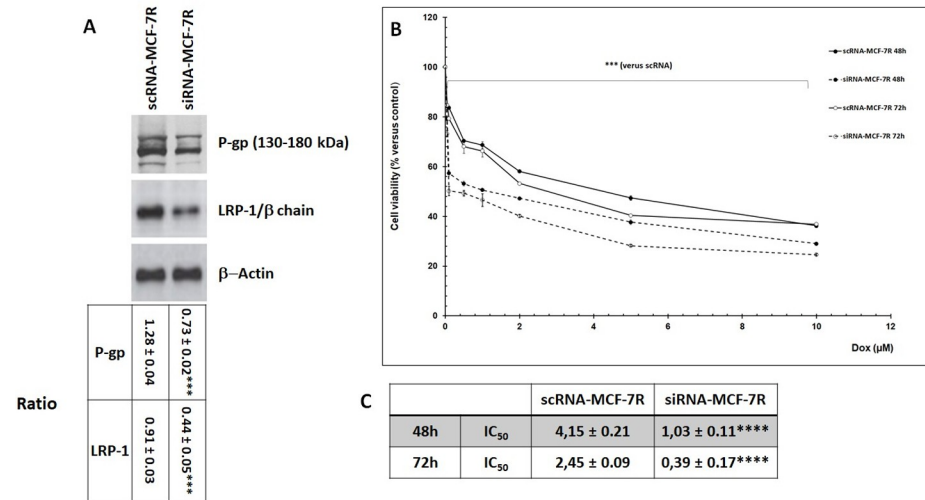 A
scRNA-MCF-7R
siRNA-MCF-7R
P-gp (130-180 kDa)
LRP-1/β chain
β–Actin
Ratio
P-gp
1.28 ± 0.04
0.73 ± 0.02***
LRP-1
0.91 ± 0.03
0.44 ± 0.05***
B
120
100
80
60
40
20
0
0
2
4
6
8
10
12
Cell viability (% versus control)
Dox (µM)
*** (verus scRNA)
scRNA-MCF-7R 48h
siRNA-MCF-7R 48h
scRNA-MCF-7R 72h
siRNA-MCF-7R 72h
C
scRNA-MCF-7R siRNA-MCF-7R
48h IC50 4,15 ± 0.21 1,03 ± 0.11****
72h IC50 2,45 ± 0.09 0,39 ± 0.17****